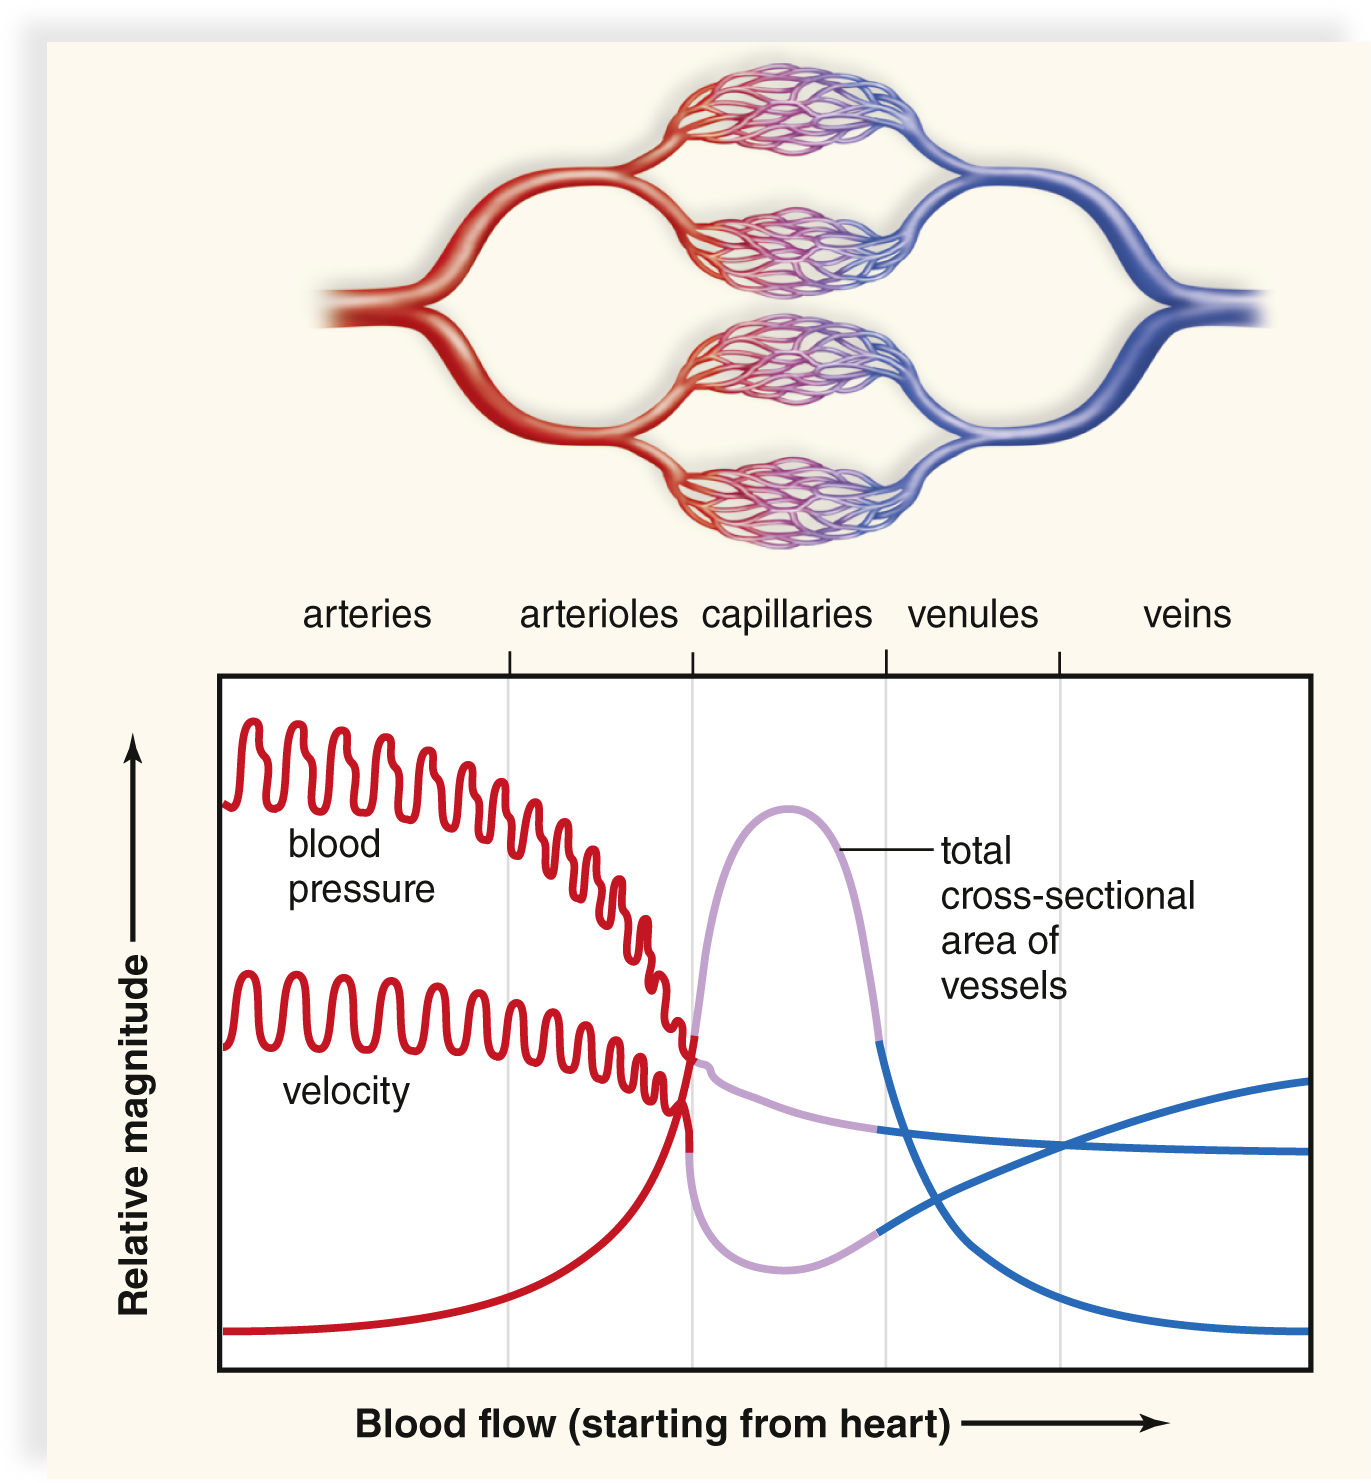 arteries arterioles capillaries venules veins
blood
pressure
total
cross-sectional
area of
vessels
velocity
Relative magnitude
Blood flow (starting from heart)